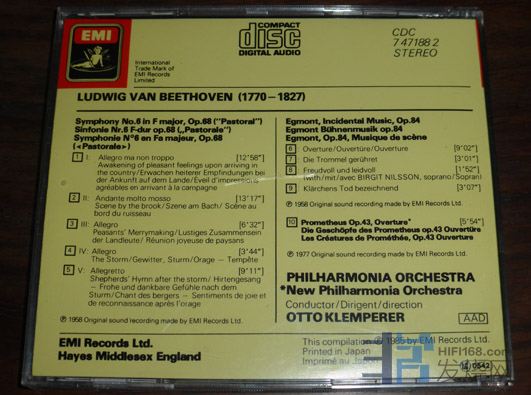 EMI
International
Trade Mark of
EMI Records
Limited
COMPACT
disc
DIGITAL AUDIO
CDC
7 47188 2
STEREO
LUDWIG VAN BEETHOVEN (1770–1827)
Symphony No.6 in F major, Op.68 ("Pastoral")
Sinfonie Nr.6 F-dur op.68 („Pastorale")
Symphonie N°6 en Fa majeur, Op.68
(«Pastorale»)
1 I: Allegro ma non troppo [12'56"]
Awakening of pleasant feelings upon arriving in
the country/Erwachen heiterer Empfindungen bei
der Ankunft auf dem Lande/Éveil d'impressions
agréables en arrivant à la campagne
2 II: Andante molto mosso [13'17"]
Scene by the brook/Szene am Bach/ Scène au
bord du ruisseau
3 III: Allegro [6'32"]
Peasants' Merrymaking/Lustiges Zusammensein
der Landleute/ Réunion joyeuse de paysans
4 IV: Allegro [3'44"]
The Storm/Gewitter, Sturm/Orage – Tempête
5 V: Allegretto [9'11"]
Shepherds' Hymn after the storm/ Hirtengesang
– Frohe und dankbare Gefühle nach dem
Sturm/Chant des bergers – Sentiments de joie et
de reconnaissance après l'orage
℗ 1958 Original sound recording made by EMI Records Ltd.
Egmont, Incidental Music, Op.84
Egmont Bühnenmusik op.84
Egmont, Op.84, Musique de scène
6 Overture/Ouvertüre/Ouverture [9'02"]
7 Die Trommel gerühret [3'01"]
8 Freudvoll und leidvoll [1'52"]
(with/mit/avec BIRGIT NILSSON, soprano/Sopran)
9 Klärchens Tod bezeichnend [3'07"]
℗ 1958 Original sound recording made by EMI Records Ltd.
10 Prometheus Op.43, Overture* [5'54"]
Die Geschöpfe des Prometheus op.43 Ouvertüre
Les Créatures de Prométhée, Op.43 Ouverture
℗ 1977 Original sound recording made by EMI Records Ltd.
PHILHARMONIA ORCHESTRA
*New Philharmonia Orchestra
Conductor/Dirigent/direction
OTTO KLEMPERER
AAD
EMI Records Ltd.
Hayes Middlesex England
This compilation ℗ 1985 by EMI Records Ltd.
Printed in Japan
Imprimé au Japon
0542
HIFI168.com
发烧网